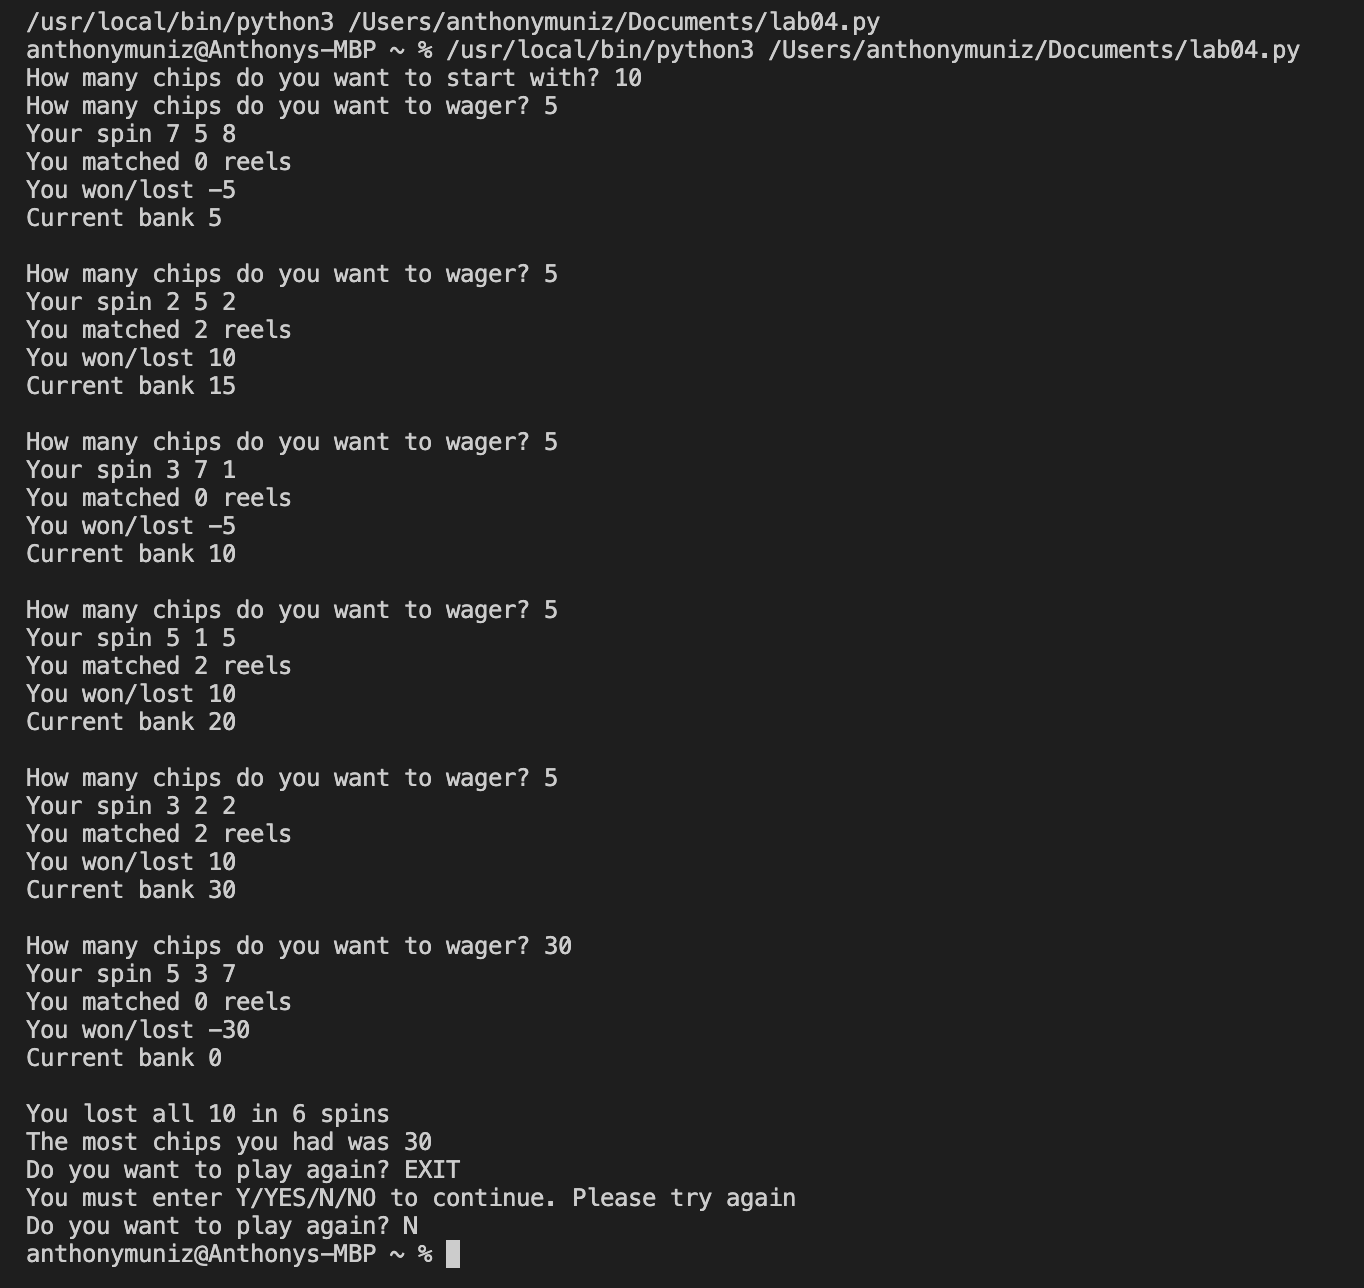 /usr/local/bin/python3 /Users/anthonymuniz/Documents/lab04.py
anthonymuniz@Anthonys-MBP ~ % /usr/local/bin/python3 /Users/anthonymuniz/Documents/lab04.py
How many chips do you want to start with? 10
How many chips do you want to wager? 5
Your spin 7 5 8
You matched 0 reels
You won/lost -5
Current bank 5

How many chips do you want to wager? 5
Your spin 2 5 2
You matched 2 reels
You won/lost 10
Current bank 15

How many chips do you want to wager? 5
Your spin 3 7 1
You matched 0 reels
You won/lost -5
Current bank 10

How many chips do you want to wager? 5
Your spin 5 1 5
You matched 2 reels
You won/lost 10
Current bank 20

How many chips do you want to wager? 5
Your spin 3 2 2
You matched 2 reels
You won/lost 10
Current bank 30

How many chips do you want to wager? 30
Your spin 5 3 7
You matched 0 reels
You won/lost -30
Current bank 0

You lost all 10 in 6 spins
The most chips you had was 30
Do you want to play again? EXIT
You must enter Y/YES/N/NO to continue. Please try again
Do you want to play again? N
anthonymuniz@Anthonys-MBP ~ %